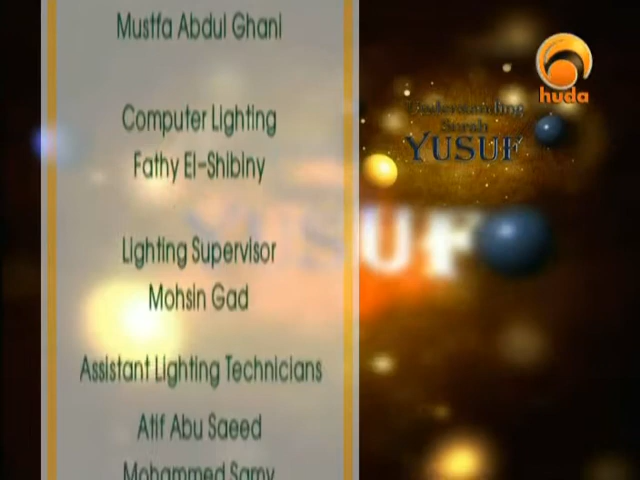 Mustfa Abdul Ghani
Computer Lighting
Fathy El-Shibiny
Lighting Supervisor
Mohsin Gad
Assistant Lighting Technicians
Atif Abu Saeed
Mohammed Samy
huda
Understanding
Surah
YUSUF
USUF